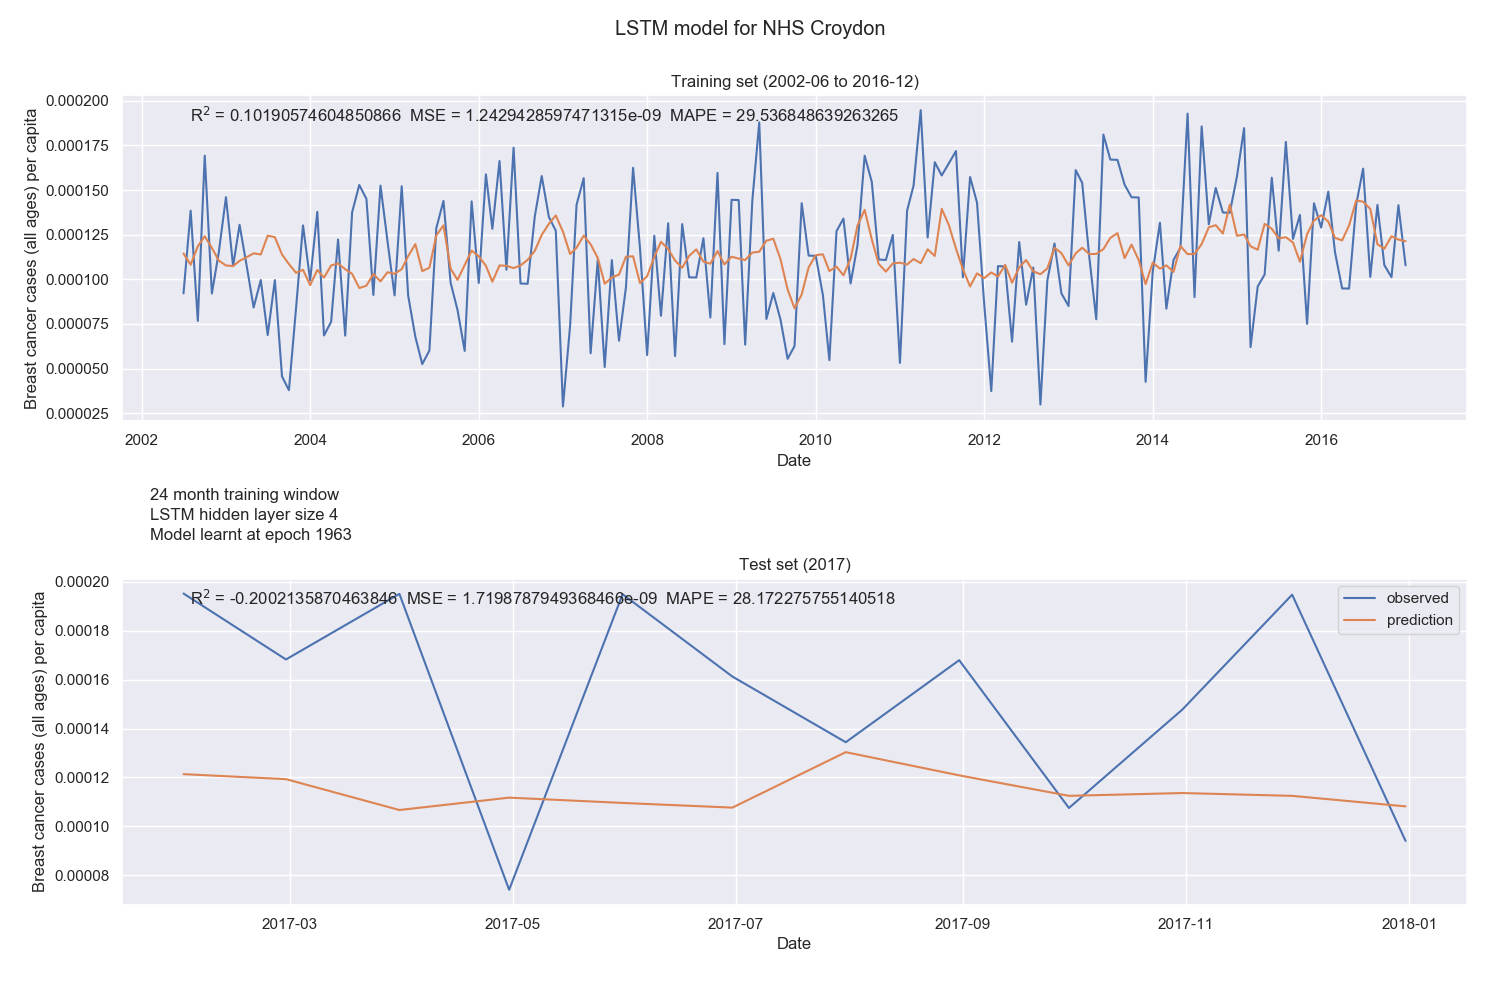 LSTM model for NHS Croydon
Training set (2002-06 to 2016-12)
R² = 0.10190574604850866 MSE = 1.2429428597471315e-09 MAPE = 29.536848639263265
Breast cancer cases (all ages) per capita
0.000200
0.000175
0.000150
0.000125
0.000100
0.000075
0.000050
0.000025
2002 2004 2006 2008 2010 2012 2014 2016
Date
24 month training window
LSTM hidden layer size 4
Model learnt at epoch 1963
Test set (2017)
R² = -0.2002135870463846 MSE = 1.7198787949368466e-09 MAPE = 28.172275755140518
observed
prediction
Breast cancer cases (all ages) per capita
0.00020
0.00018
0.00016
0.00014
0.00012
0.00010
0.00008
2017-03 2017-05 2017-07 2017-09 2017-11 2018-01
Date